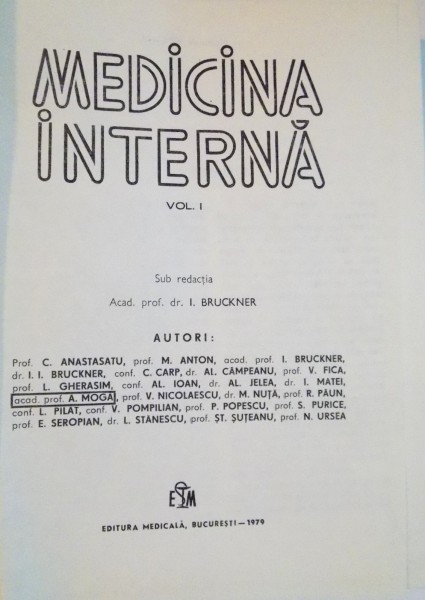 MEDICINA
INTERNĂ
VOL. I
Sub redacția
Acad. prof. dr. I. BRUCKNER
AUTORI:
Prof. C. ANASTASATU, prof. M. ANTON, acad. prof. I. BRUCKNER,
dr. I. I. BRUCKNER, conf. C. CARP, dr. AL. CÂMPEANU, prof. V. FICA,
prof. L. GHERASIM, conf. AL. IOAN, dr. AL. JELEA, dr. I. MATEI,
acad. prof. A. MOGA, prof. V. NICOLAESCU, dr. M. NUȚĂ, prof. R. PĂUN,
conf. L. PILAT, conf. V. POMPILIAN, prof. P. POPESCU, prof. S. PURICE,
prof. E. SEROPIAN, dr. L. STĂNESCU, prof. ȘT. ȘUȚEANU, prof. N. URSEA
EM
EDITURA MEDICALĂ, BUCUREȘTI—1979